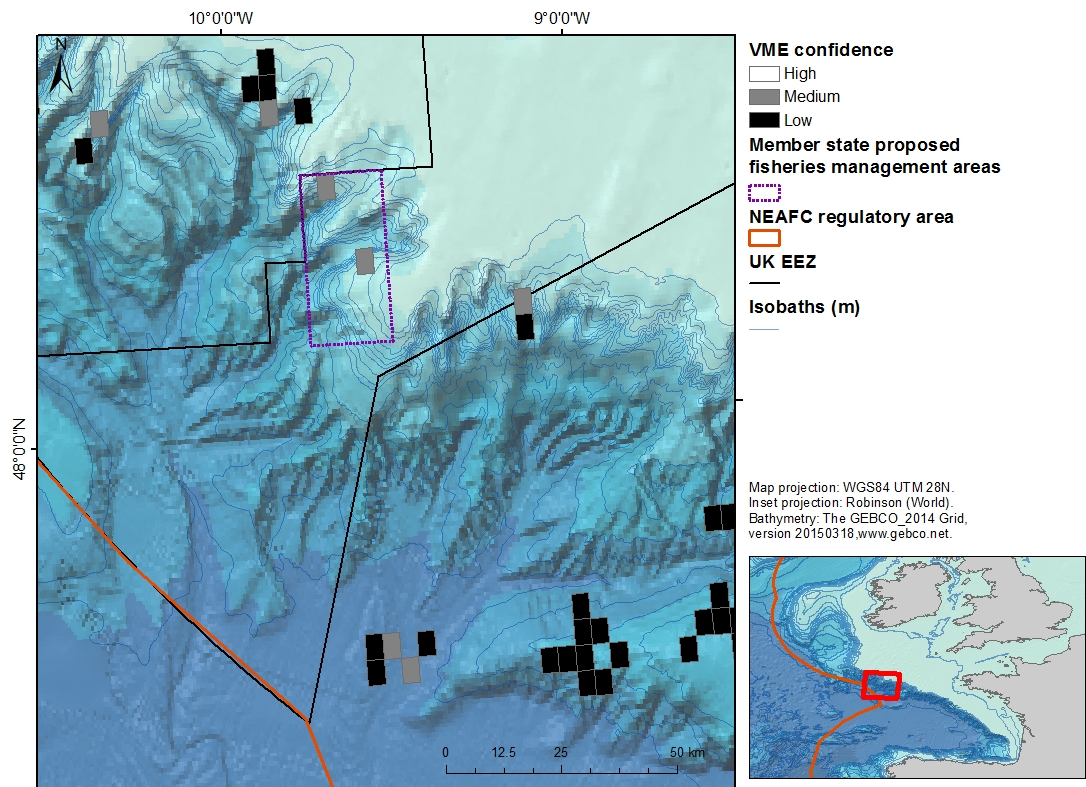 10°0'0"W
9°0'0"W
N
48°0'0"N
0
12.5
25
50 km
VME confidence
High
Medium
Low
Member state proposed
fisheries management areas
NEAFC regulatory area
UK EEZ
Isobaths (m)
Map projection: WGS84 UTM 28N.
Inset projection: Robinson (World).
Bathymetry: The GEBCO_2014 Grid,
version 20150318,www.gebco.net.